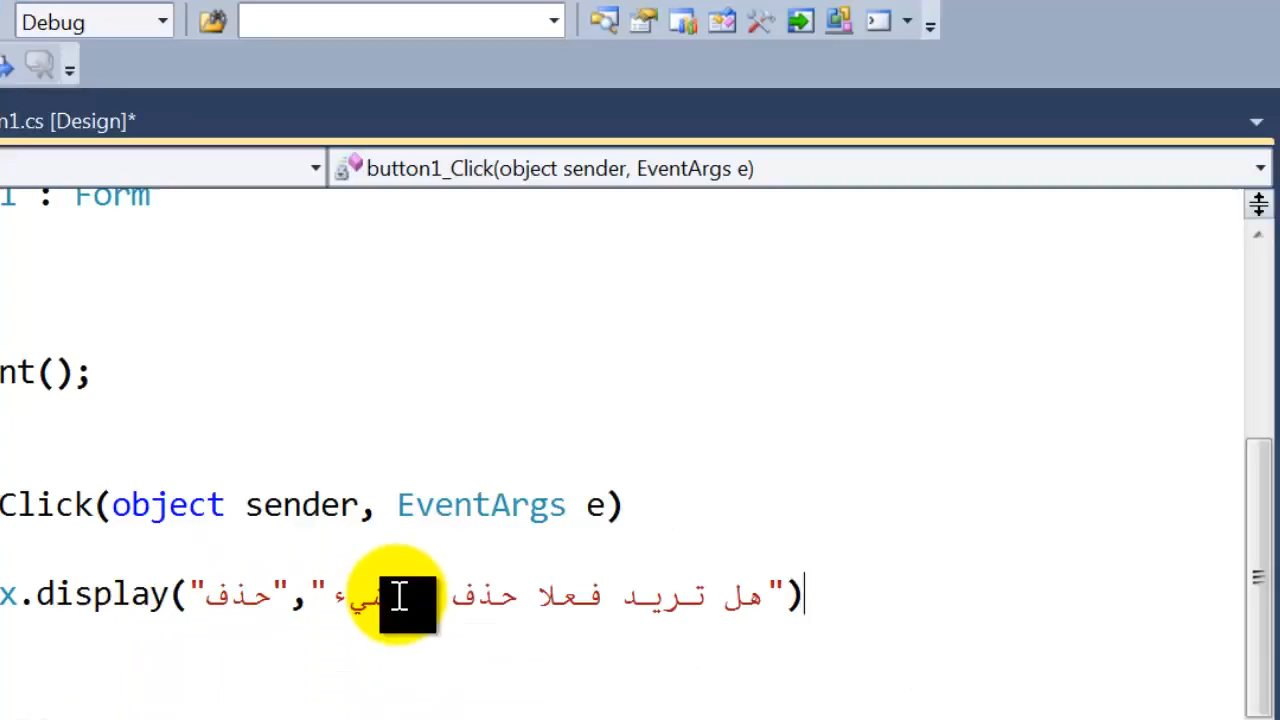 Debug
m1.cs [Design]*
button1_Click(object sender, EventArgs e)
1 : Form
nt();
Click(object sender, EventArgs e)
x.display("حذف","هل تريد فعلا حذف")